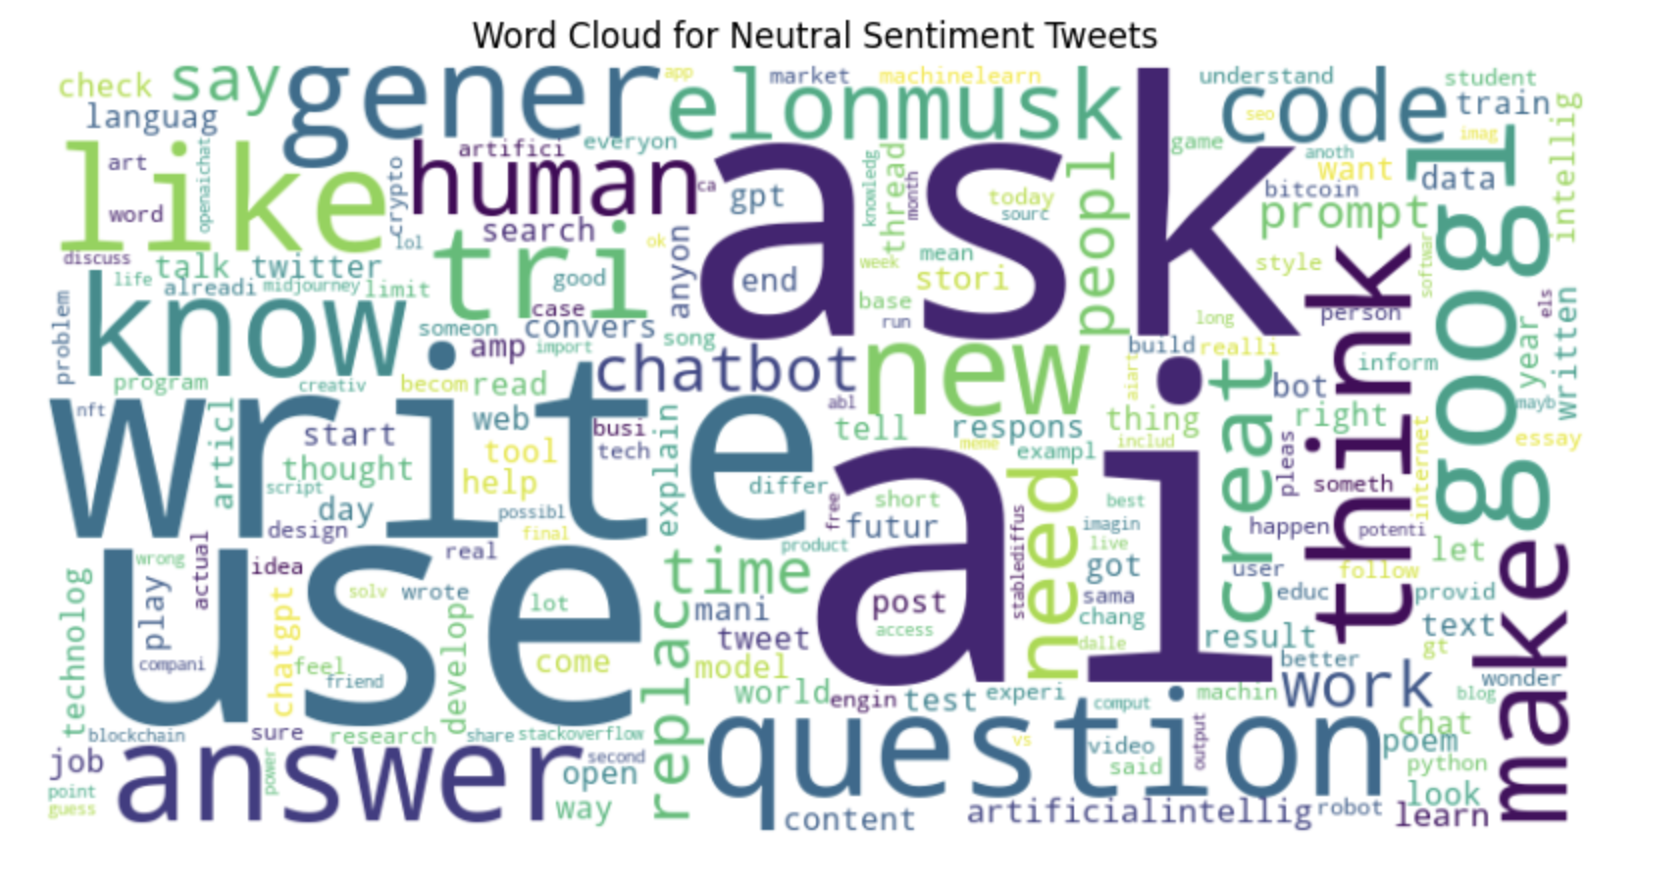 Word Cloud for Neutral Sentiment Tweets
check
say
gener
app
market
machinelearn
elonmusk
understand
student
languag
code
train
seo
imag
intellig
like
art
word
openaichat
crypto
human
artifici
everyon
ca
gpt
ask
knowledg
month
thread
today
sourc
peopl
game
anoth
want
bitcoin
data
google
prompt
discuss
talk
twitter
lol
tri
search
good
case
ok
anyon
end
week
mean
stori
base
run
style
softwar
life
alreadi
midjourney
limit
know
problem
someon
convers
amp
import
song
long
person
think
els
year
written
program
creativ
becom
read
chatbot
new
abl
build
realli
aiart
inform
bot
mayb
nft
write
articl
start
thought
script
day
design
web
tool
help
possibl
final
busi
tech
explain
differ
tell
respons
meme
exampl
thing
includ
creat
right
pleas
someth
internet
essay
free
short
futur
ai
stablediffus
need
best
imagin
live
happen
potenti
let
wrong
actual
idea
real
use
time
product
got
user
follow
make
technolog
play
compani
chatgpt
solv
wrote
feel
friend
develop
lot
come
replac
mani
tweet
model
world
post
access
sama
chang
dalle
educ
provid
result
text
gt
better
wonder
engin
test
experi
comput
machin
work
blog
blockchain
sure
research
share
stackoverflow
second
job
point
guess
answer
power
open
way
question
vs
video
said
output
poem
chat
python
look
content
artificialintellig
robot
learn